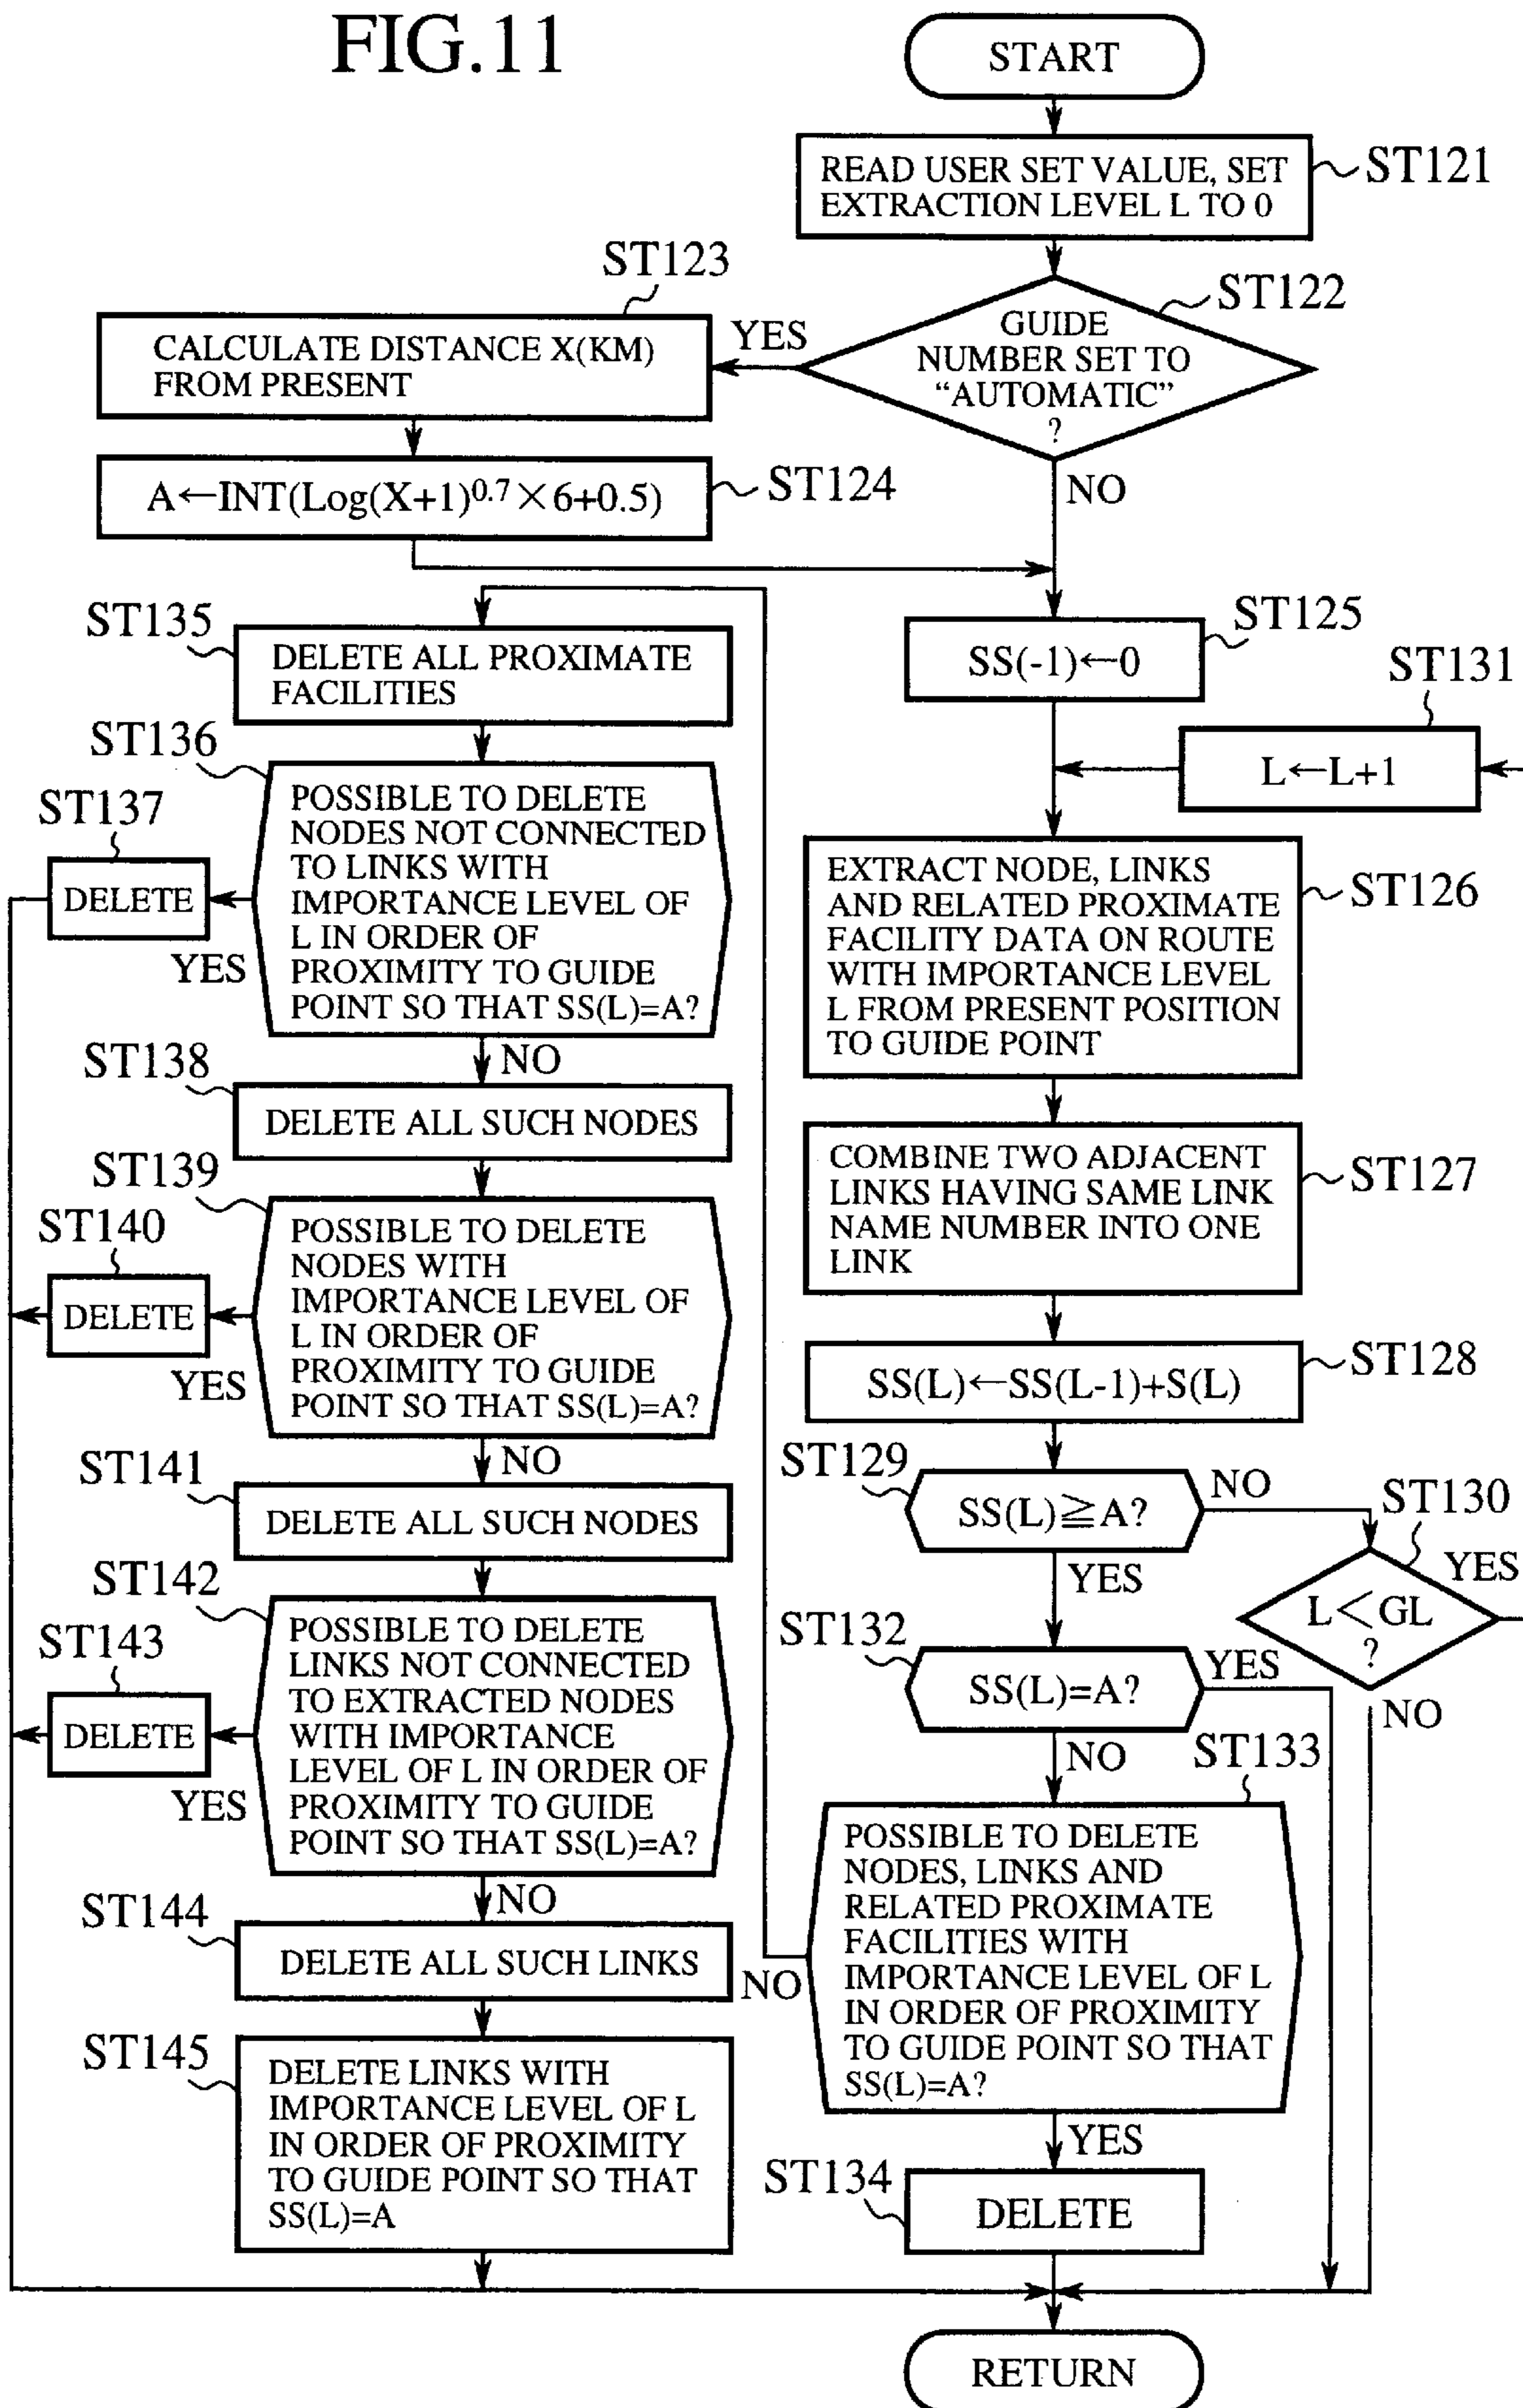 FIG.11
START
READ USER SET VALUE, SET
EXTRACTION LEVEL L TO 0
ST121
ST122
GUIDE
NUMBER SET TO
“AUTOMATIC”
?
YES
NO
ST123
CALCULATE DISTANCE X(KM)
FROM PRESENT
A←INT(Log(X+1)^0.7×6+0.5)
ST124
ST125
SS(-1)←0
ST131
L←L+1
EXTRACT NODE, LINKS
AND RELATED PROXIMATE
FACILITY DATA ON ROUTE
WITH IMPORTANCE LEVEL
L FROM PRESENT POSITION
TO GUIDE POINT
ST126
COMBINE TWO ADJACENT
LINKS HAVING SAME LINK
NAME NUMBER INTO ONE
LINK
ST127
SS(L)←SS(L-1)+S(L)
ST128
ST129
SS(L)≧A?
NO
YES
ST130
L<GL
?
YES
NO
ST132
SS(L)=A?
YES
NO
ST133
POSSIBLE TO DELETE
NODES, LINKS AND
RELATED PROXIMATE
FACILITIES WITH
IMPORTANCE LEVEL OF L
IN ORDER OF PROXIMITY
TO GUIDE POINT SO THAT
SS(L)=A?
NO
YES
ST134
DELETE
ST135
DELETE ALL PROXIMATE
FACILITIES
ST136
POSSIBLE TO DELETE
NODES NOT CONNECTED
TO LINKS WITH
IMPORTANCE LEVEL OF
L IN ORDER OF
PROXIMITY TO GUIDE
POINT SO THAT SS(L)=A?
ST137
DELETE
YES
NO
ST138
DELETE ALL SUCH NODES
ST139
POSSIBLE TO DELETE
NODES WITH
IMPORTANCE LEVEL OF
L IN ORDER OF
PROXIMITY TO GUIDE
POINT SO THAT SS(L)=A?
ST140
DELETE
YES
NO
ST141
DELETE ALL SUCH NODES
ST142
POSSIBLE TO DELETE
LINKS NOT CONNECTED
TO EXTRACTED NODES
WITH IMPORTANCE
LEVEL OF L IN ORDER OF
PROXIMITY TO GUIDE
POINT SO THAT SS(L)=A?
ST143
DELETE
YES
NO
ST144
DELETE ALL SUCH LINKS
ST145
DELETE LINKS WITH
IMPORTANCE LEVEL OF L
IN ORDER OF PROXIMITY
TO GUIDE POINT SO THAT
SS(L)=A
RETURN